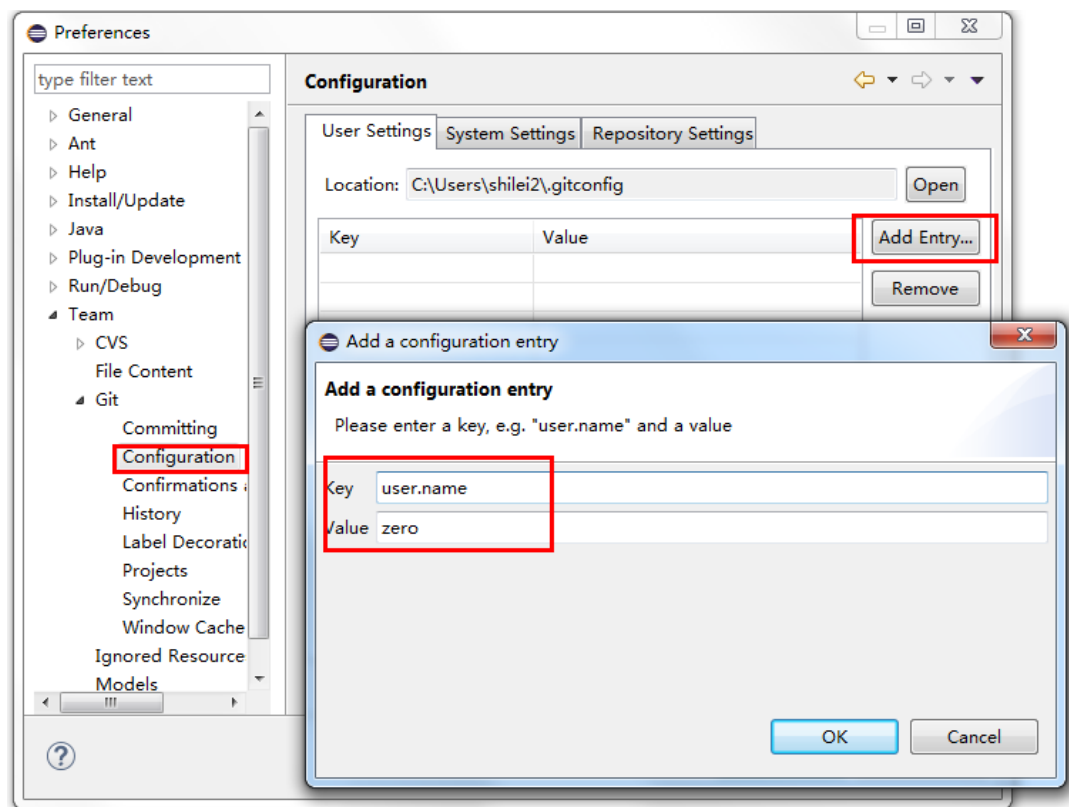 Preferences
type filter text
General
Ant
Help
Install/Update
Java
Plug-in Development
Run/Debug
Team
CVS
File Content
Git
Committing
Configuration
Confirmations
History
Label
Projects
Synchronize
Window Cache
Ignored Resource
Models
Configuration
User Settings System Settings Repository Settings
Location: C:\Users\shilei2\.gitconfig Open
Key Value Add Entry...
Remove
Add a configuration entry
Add a configuration entry
Please enter a key, e.g. "user.name" and a value
Key user.name
Value zero
OK Cancel